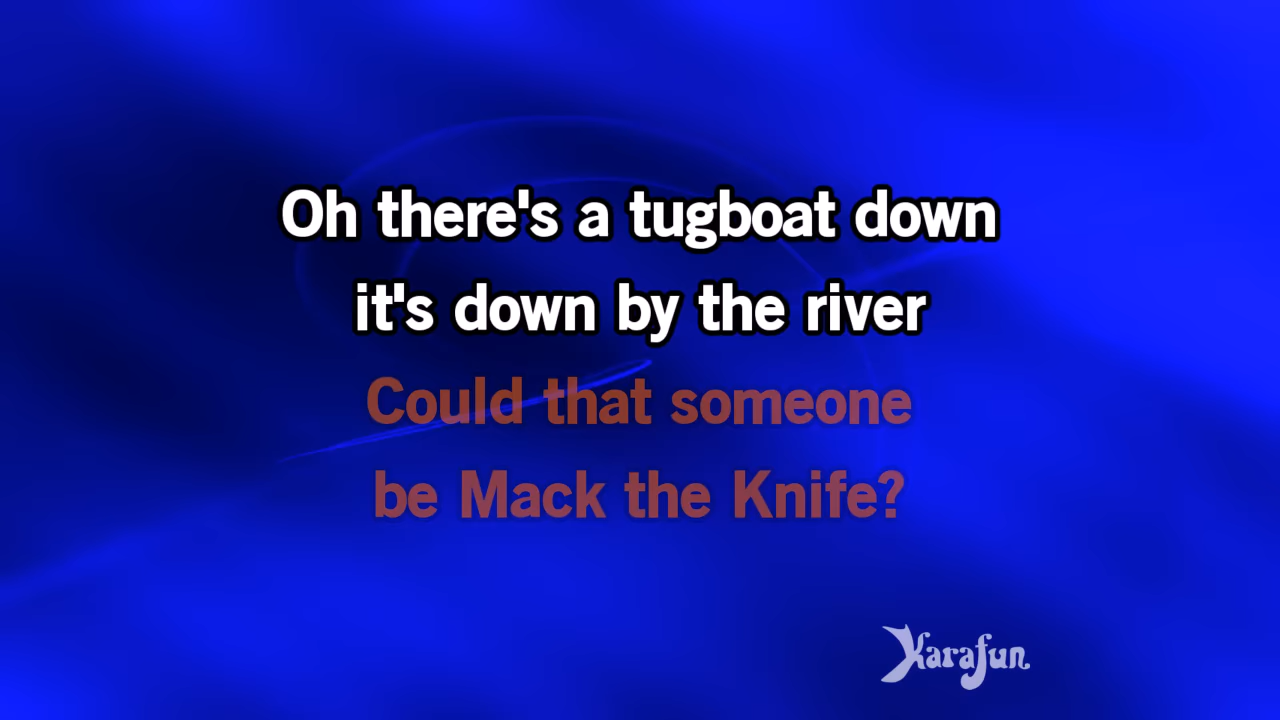 Oh there's a tugboat down
it's down by the river
Could that someone
be Mack the Knife?
Karafun